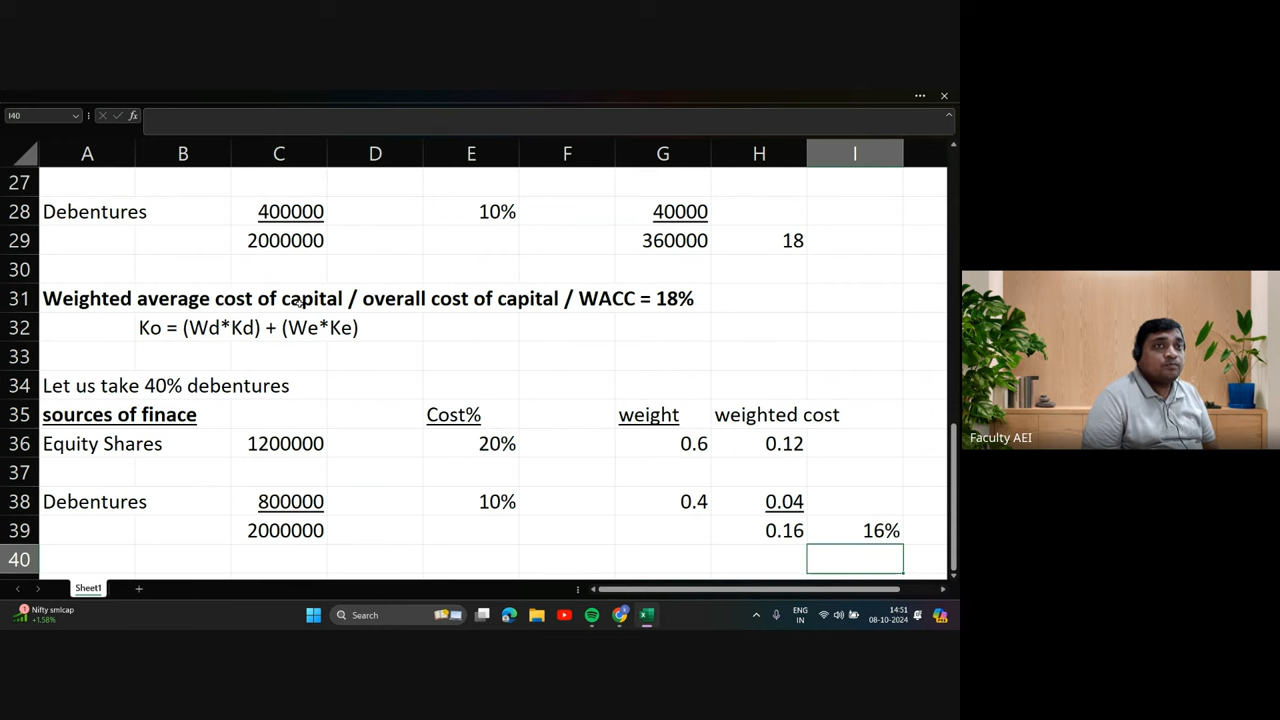 I40
fx
A B C D E F G H I
27
28 Debentures 400000 10% 40000
29 2000000 360000 18
30
31 Weighted average cost of capital / overall cost of capital / WACC = 18%
32 Ko = (Wd*Kd) + (We*Ke)
33
34 Let us take 40% debentures
35 sources of finace Cost% weight weighted cost
36 Equity Shares 1200000 20% 0.6 0.12
37
38 Debentures 800000 10% 0.4 0.04
39 2000000 0.16 16%
40
Faculty AEI
Sheet1
Nifty smlcap
+1.58%
Search
ENG
IN
14:51
08-10-2024